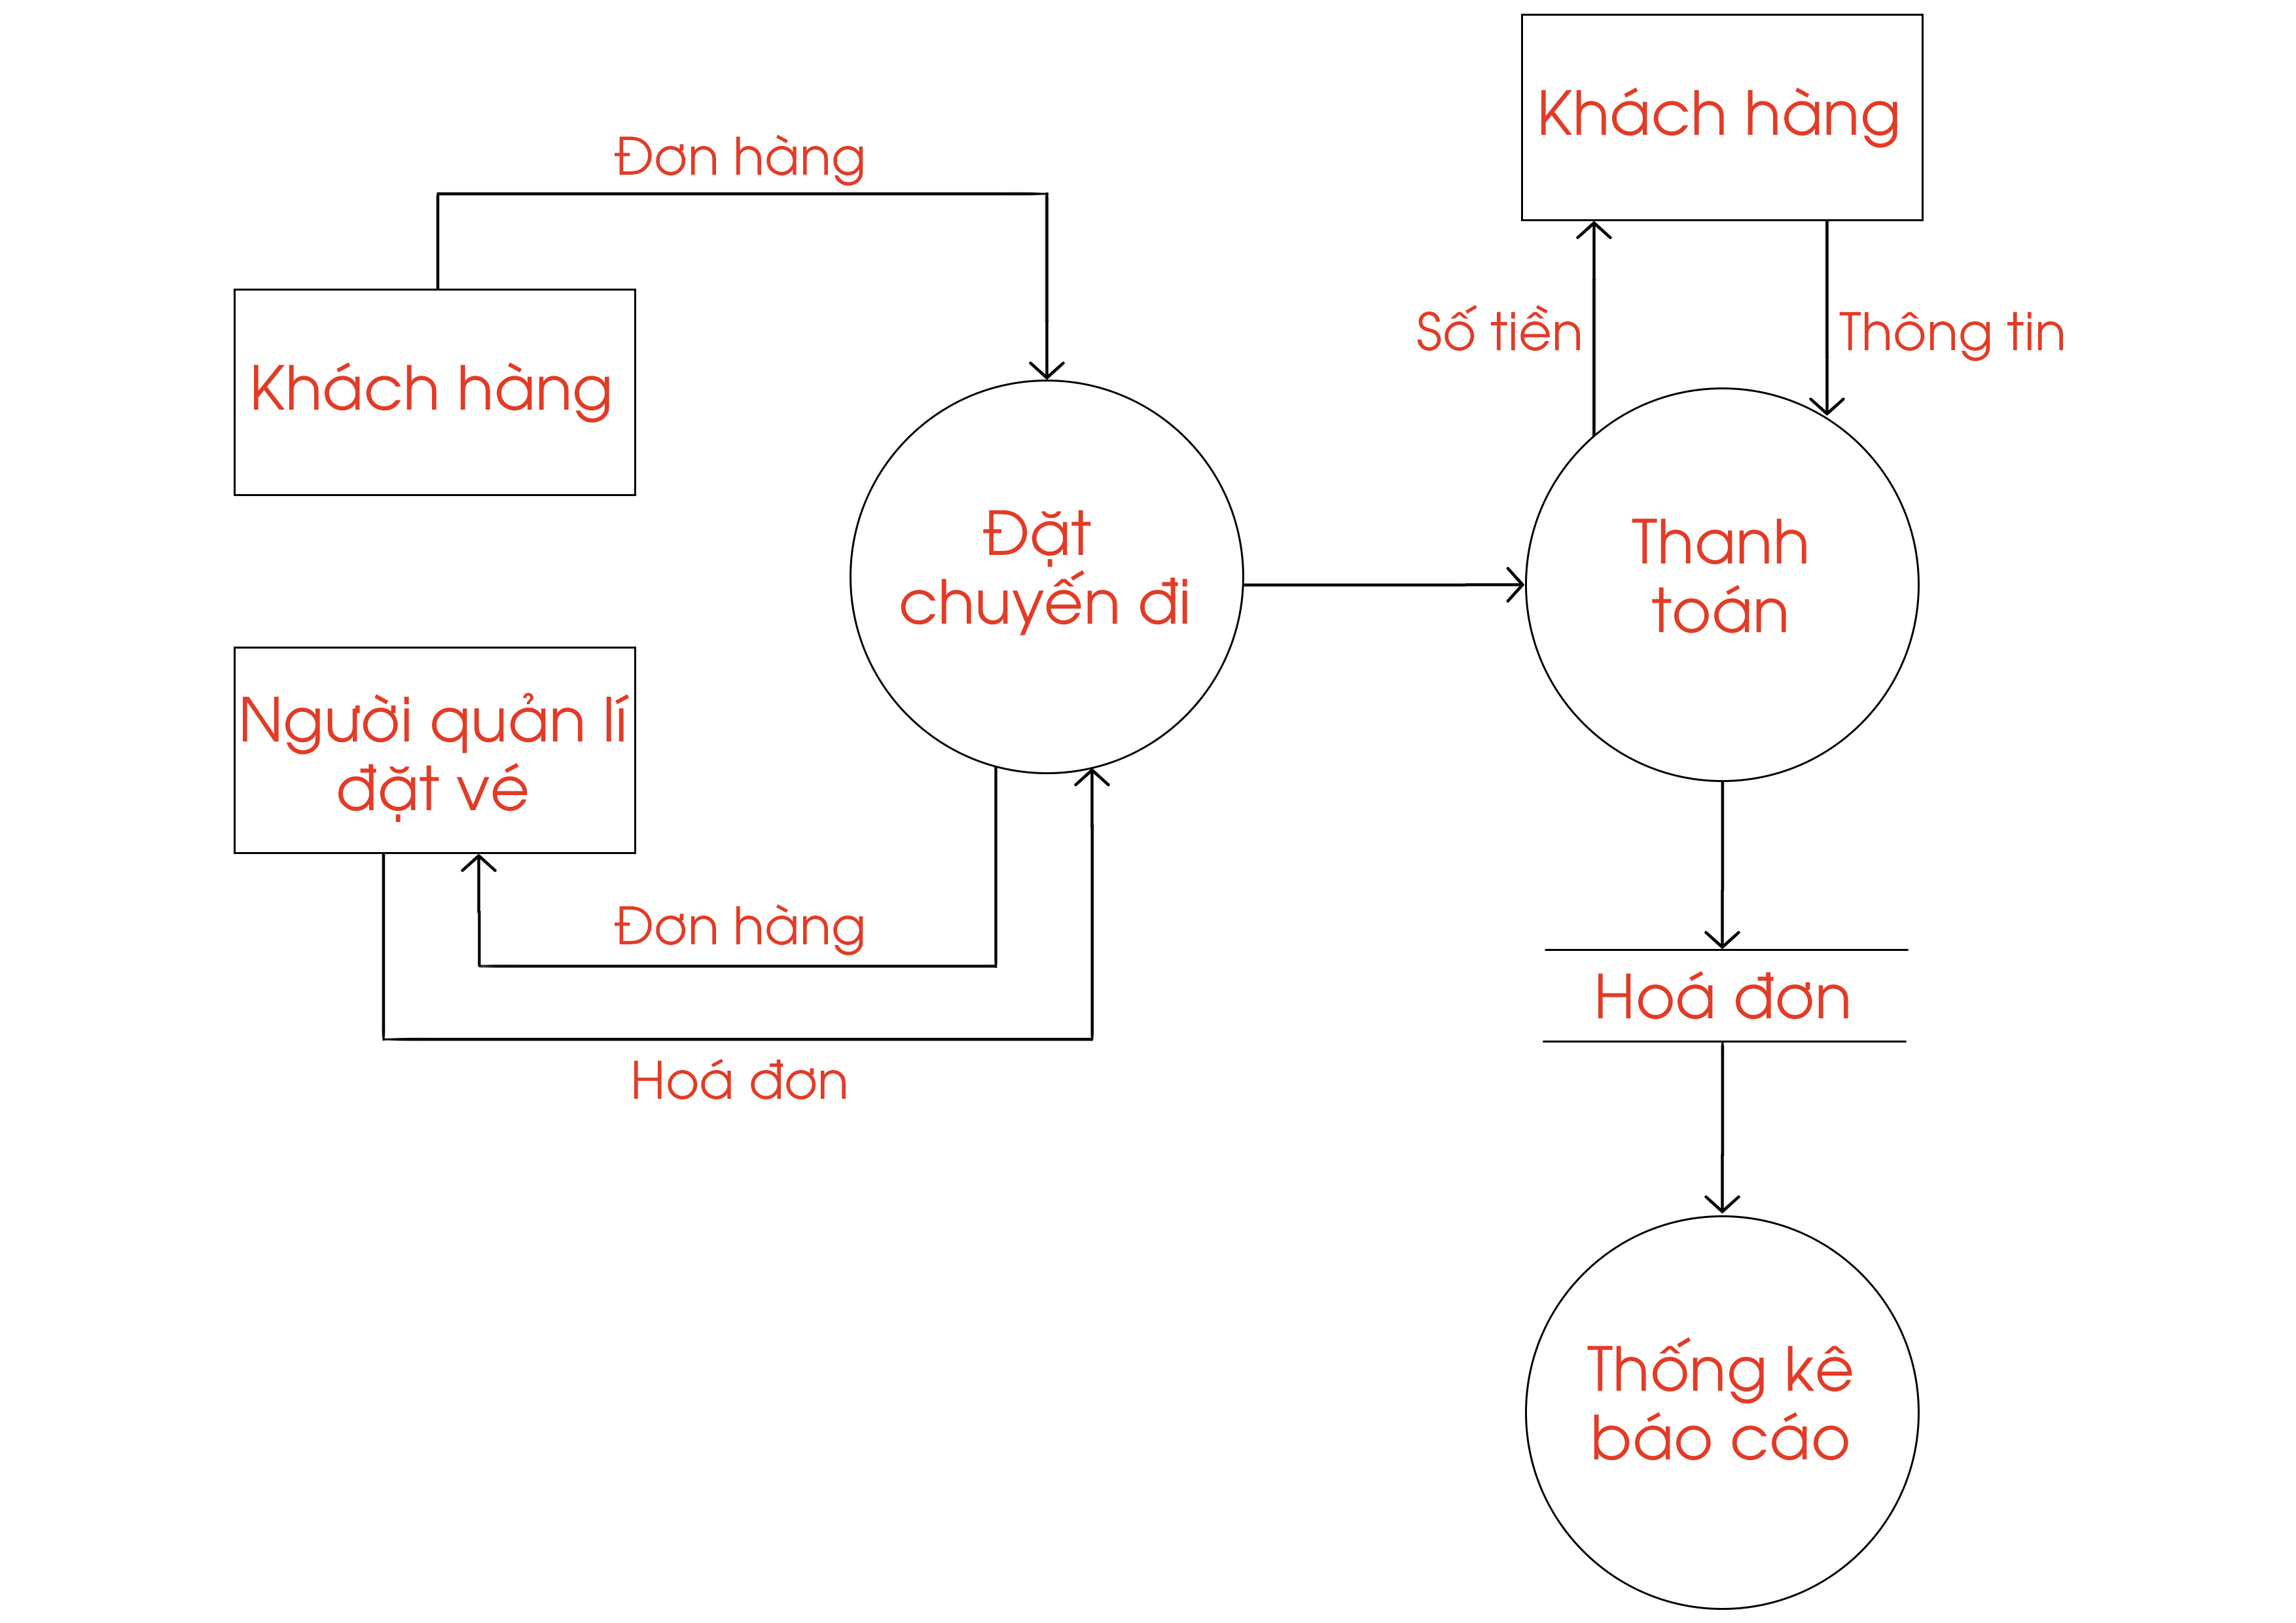 Khách hàng
Đơn hàng
Số tiền
Thông tin
Khách hàng
Đặt
chuyến đi
Thanh
toán
Người quản lí
đặt vé
Đơn hàng
Hoá đơn
Hoá đơn
Thống kê
báo cáo